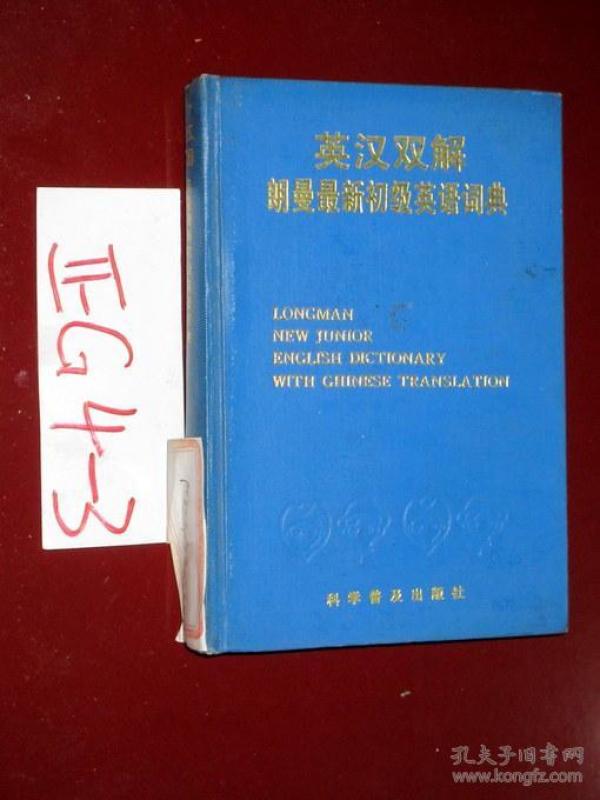 英汉双解
朗曼最新初级英语词典
LONGMAN
NEW JUNIOR
ENGLISH DICTIONARY
WITH CHINESE TRANSLATION
科学普及出版社
II-G4-3
孔夫子旧书网
www.kongfz.com